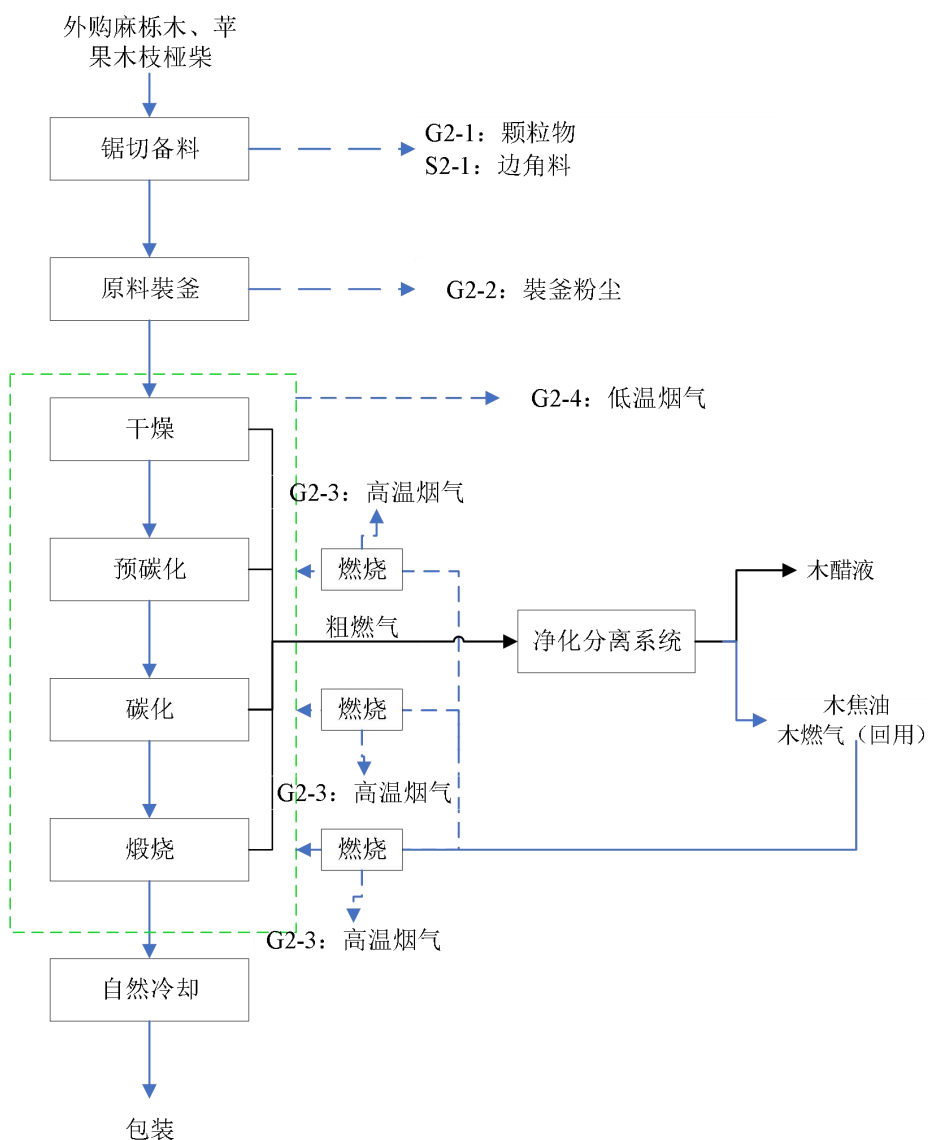 外购麻栎木、苹
果木枝桠柴
锯切备料
G2-1：颗粒物
S2-1：边角料
原料装釜
G2-2：装釜粉尘
干燥
G2-4：低温烟气
G2-3：高温烟气
预碳化
燃烧
木醋液
粗燃气
净化分离系统
碳化
燃烧
木焦油
木燃气（回用）
G2-3：高温烟气
煅烧
燃烧
G2-3：高温烟气
自然冷却
包装